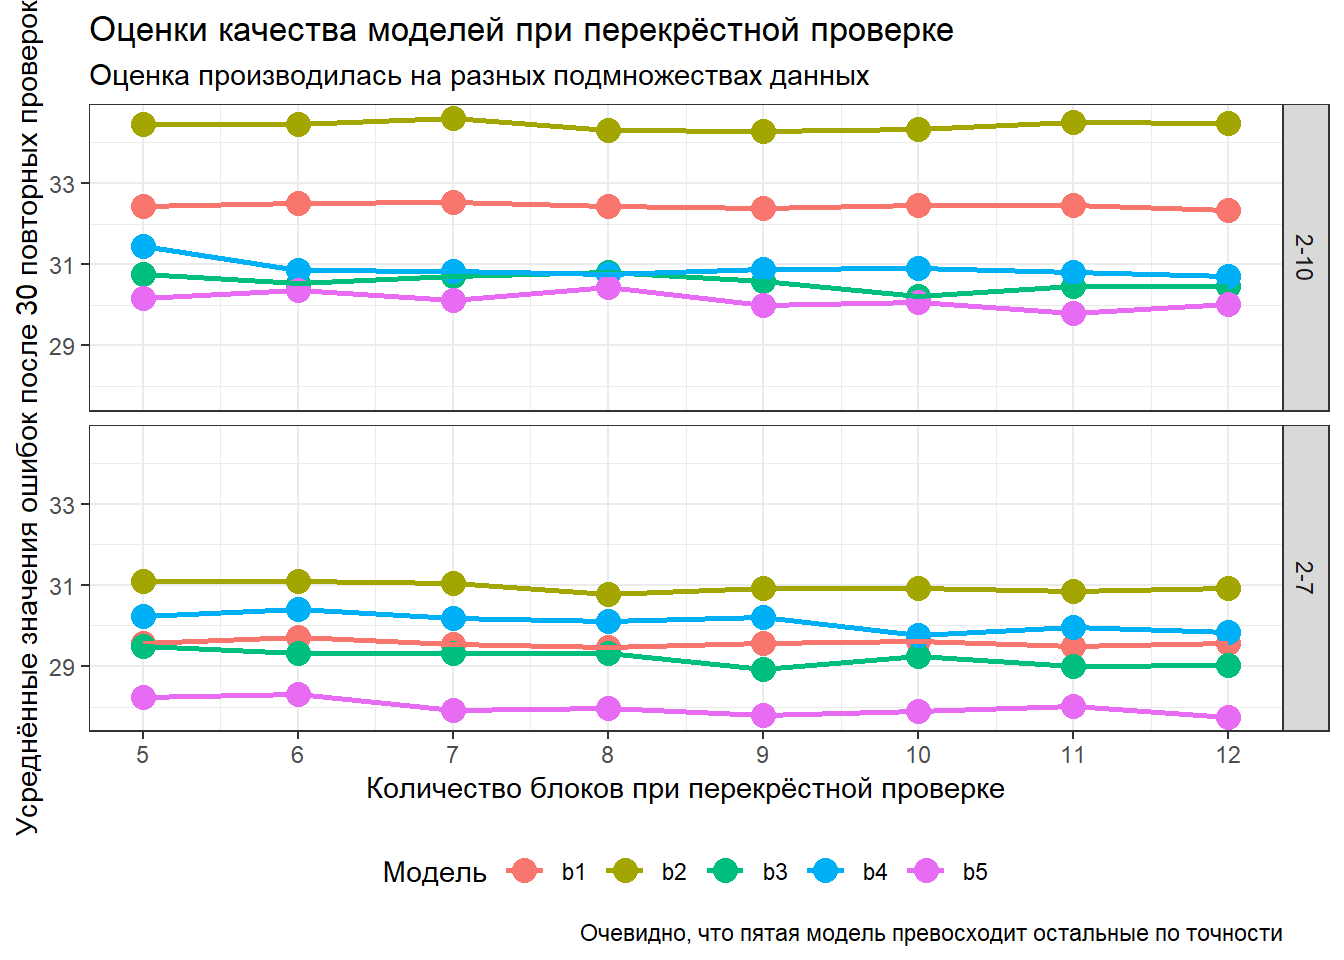 Оценки качества моделей при перекрёстной проверке
Оценка производилась на разных подмножествах данных
Усреднённые значения ошибок после 30 повторных проверок
33
31
29
2-10
33
31
29
2-7
5 6 7 8 9 10 11 12
Количество блоков при перекрёстной проверке
Модель b1 b2 b3 b4 b5
Очевидно, что пятая модель превосходит остальные по точности